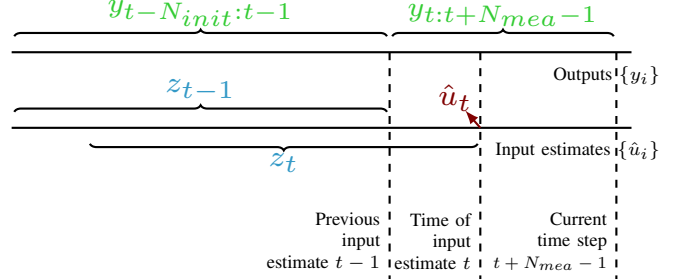 y_{t−N_{init}:t−1} y_{t:t+N_{mea}−1}
Outputs {y_i}
z_{t−1}
û_t
Input estimates {û_i}
z_t
Previous
input
estimate t − 1
Time of
input
estimate t
Current
time step
t + N_{mea} − 1